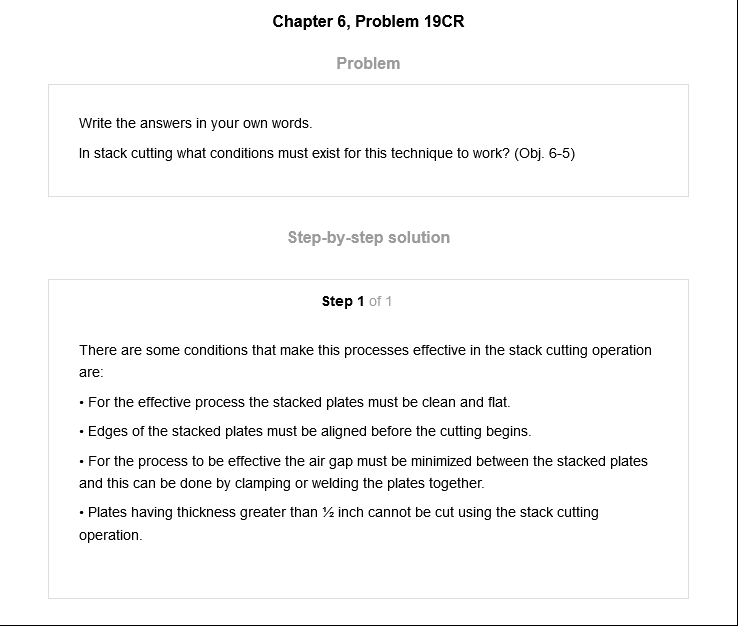 Chapter 6, Problem 19CR
Problem
Write the answers in your own words.
In stack cutting what conditions must exist for this technique to work? (Obj. 6-5)
Step-by-step solution
Step 1 of 1
There are some conditions that make this processes effective in the stack cutting operation
are:
• For the effective process the stacked plates must be clean and flat.
• Edges of the stacked plates must be aligned before the cutting begins.
• For the process to be effective the air gap must be minimized between the stacked plates
and this can be done by clamping or welding the plates together.
• Plates having thickness greater than ½ inch cannot be cut using the stack cutting
operation.